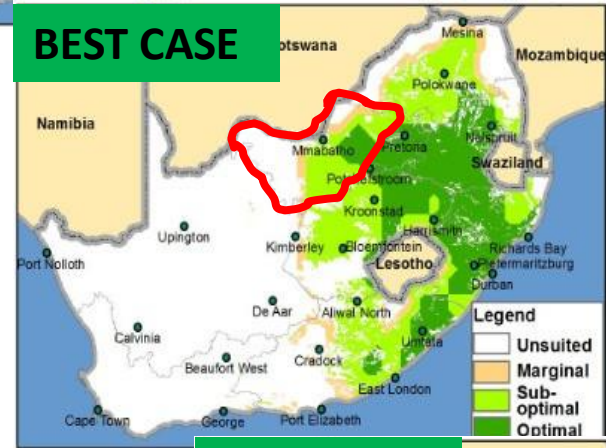 BEST CASE
otswana
Mesina
Mozambique
Polokwane
Namibia
Mmabatho
Pretoria
Nelspruit
Swaziland
Potchefstroom
Kroonstad
Harrismith
Upington
Kimberley
Bloemfontein
Richards Bay
Port Nolloth
Lesotho
Pietermaritzburg
Durban
De Aar
Aliwal North
Legend
Unsuited
Marginal
Sub-
optimal
Optimal
Calvinia
Umtata
Beaufort West
Cradock
East London
Cape Town
George
Port Elizabeth